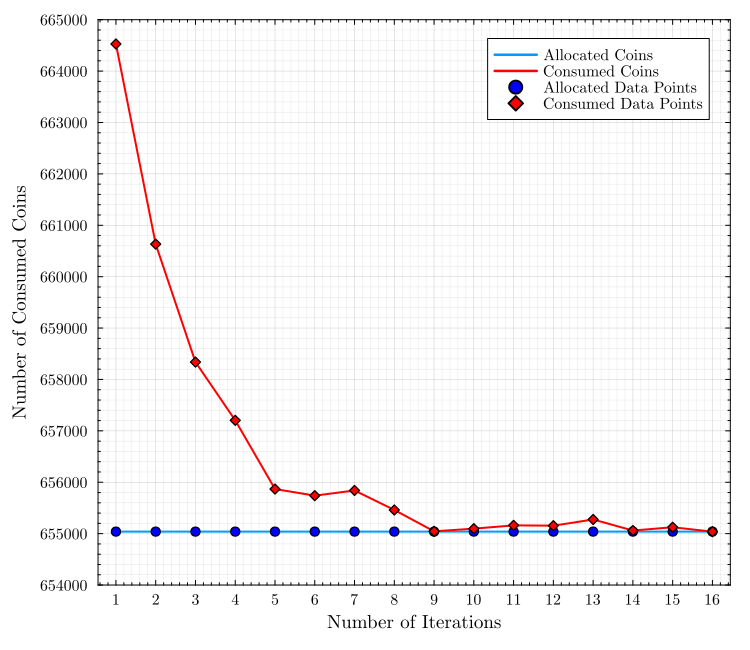 665000
664000
663000
662000
661000
660000
659000
658000
657000
656000
655000
654000
Number of Consumed Coins
Allocated Coins
Consumed Coins
Allocated Data Points
Consumed Data Points
1 2 3 4 5 6 7 8 9 10 11 12 13 14 15 16
Number of Iterations